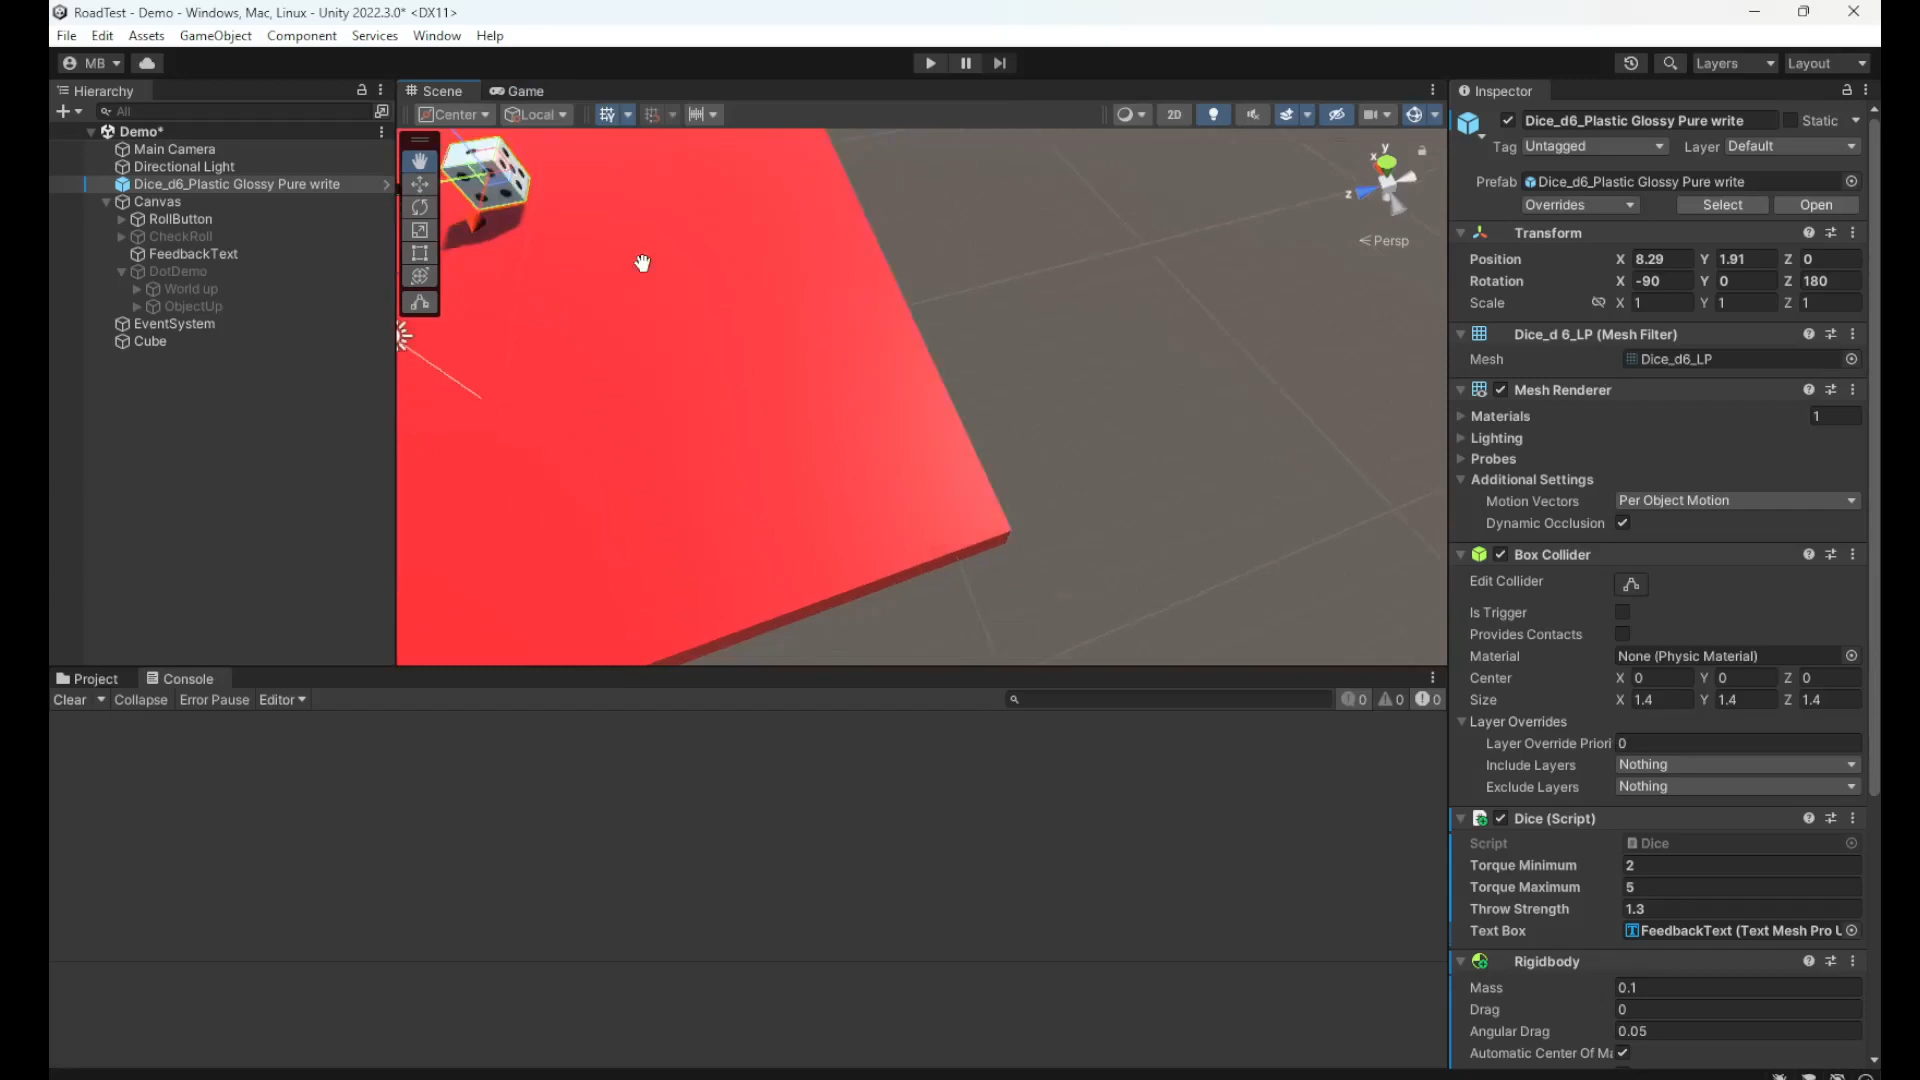 RoadTest - Demo - Windows, Mac, Linux - Unity 2022.3.0* <DX11>
File Edit Assets GameObject Component Services Window Help
MB Layers Layout
Hierarchy
All
Demo*
Main Camera
Directional Light
Dice_d6_Plastic Glossy Pure write
Canvas
RollButton
CheckRoll
FeedbackText
DotDemo
World up
ObjectUp
EventSystem
Cube
Scene Game
Center Local 2D
y
x
z
< Persp
Project Console
Clear Collapse Error Pause Editor 0 0 0
Inspector
Dice_d6_Plastic Glossy Pure write Static
Tag Untagged Layer Default
Prefab Dice_d6_Plastic Glossy Pure write
Overrides Select Open
Transform
Position X 8.29 Y 1.91 Z 0
Rotation X -90 Y 0 Z 180
Scale X 1 Y 1 Z 1
Dice_d 6_LP (Mesh Filter)
Mesh Dice_d6_LP
Mesh Renderer
Materials 1
Lighting
Probes
Additional Settings
Motion Vectors Per Object Motion
Dynamic Occlusion
Box Collider
Edit Collider
Is Trigger
Provides Contacts
Material None (Physic Material)
Center X 0 Y 0 Z 0
Size X 1.4 Y 1.4 Z 1.4
Layer Overrides
Layer Override Priori 0
Include Layers Nothing
Exclude Layers Nothing
Dice (Script)
Script Dice
Torque Minimum 2
Torque Maximum 5
Throw Strength 1.3
Text Box FeedbackText (Text Mesh Pro U
Rigidbody
Mass 0.1
Drag 0
Angular Drag 0.05
Automatic Center Of Ma